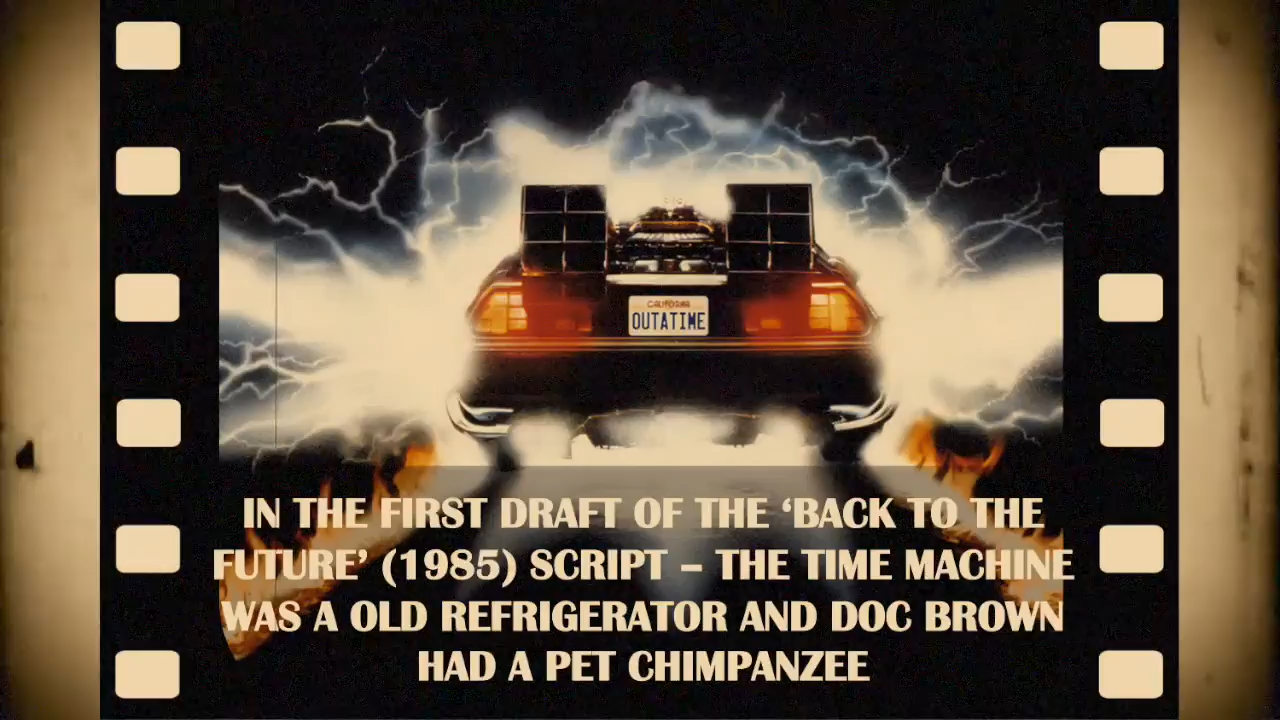 CALIFORNIA
OUTATIME
IN THE FIRST DRAFT OF THE ‘BACK TO THE
FUTURE’ (1985) SCRIPT – THE TIME MACHINE
WAS A OLD REFRIGERATOR AND DOC BROWN
HAD A PET CHIMPANZEE